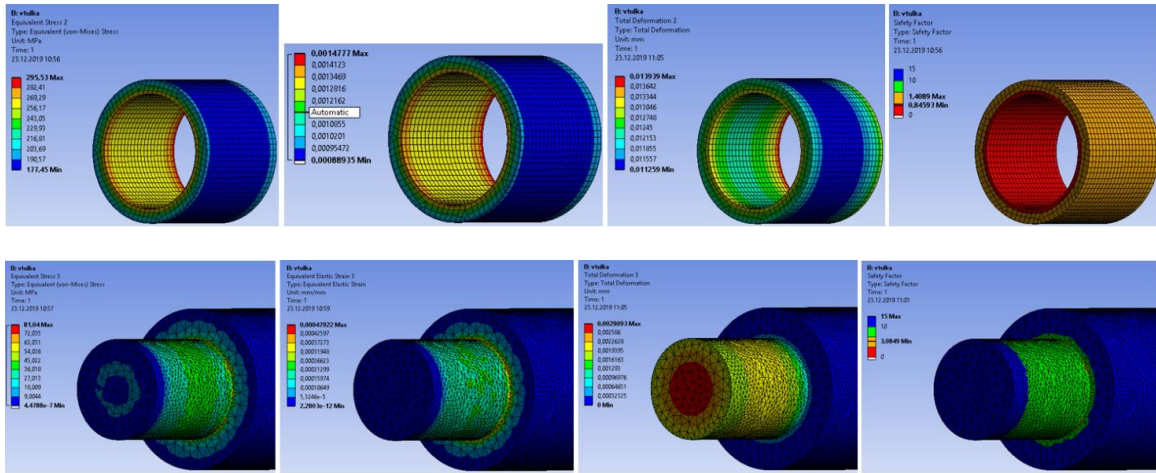 B: vtulka
Equivalent Stress 2
Type: Equivalent (von-Mises) Stress
Unit: MPa
Time: 1
23.12.2019 10:56
295,53 Max
282,41
269,29
256,17
243,05
229,93
216,81
203,69
190,57
177,45 Min
0,0014777 Max
0,0014123
0,0013469
0,0012816
0,0012162
Automatic
0,0010855
0,0010201
0,00095472
0,00088935 Min
B: vtulka
Total Deformation 2
Type: Total Deformation
Unit: mm
Time: 1
23.12.2019 11:05
0,013939 Max
0,013642
0,013344
0,013046
0,012748
0,01245
0,012153
0,011855
0,011557
0,011259 Min
B: vtulka
Safety Factor
Type: Safety Factor
Time: 1
23.12.2019 10:56
15
10
1,4089 Max
0,84593 Min
0
B: vtulka
Equivalent Stress 3
Type: Equivalent (von-Mises) Stress
Unit: MPa
Time: 1
23.12.2019 10:57
81,04 Max
72,035
63,031
54,026
45,022
36,018
27,013
18,009
9,0044
4,4788e-7 Min
B: vtulka
Equivalent Elastic Strain 3
Type: Equivalent Elastic Strain
Unit: mm/mm
Time: 1
23.12.2019 10:59
0,00047922 Max
0,00042597
0,00037273
0,00031948
0,00026623
0,00021299
0,00015974
0,00010649
5,3246e-5
2,2803e-12 Min
B: vtulka
Total Deformation 3
Type: Total Deformation
Unit: mm
Time: 1
23.12.2019 11:05
0,0029093 Max
0,002586
0,0022628
0,0019395
0,0016163
0,001293
0,00096976
0,00064651
0,00032325
0 Min
B: vtulka
Safety Factor
Type: Safety Factor
Time: 1
23.12.2019 11:01
15 Max
10
3,0849 Min
0